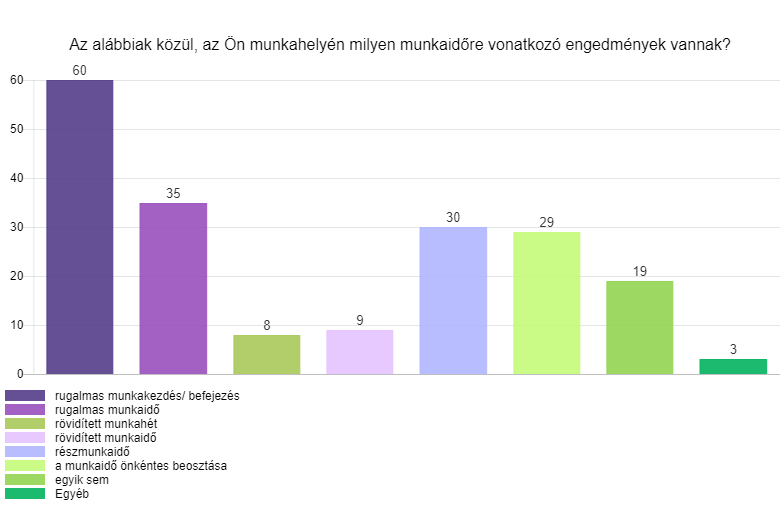 Az alábbiak közül, az Ön munkahelyén milyen munkaidőre vonatkozó engedmények vannak?
60
50
40
30
20
10
0
60
35
8
9
30
29
19
3
rugalmas munkakezdés/ befejezés
rugalmas munkaidő
rövidített munkahét
rövidített munkaidő
részmunkaidő
a munkaidő önkéntes beosztása
egyik sem
Egyéb